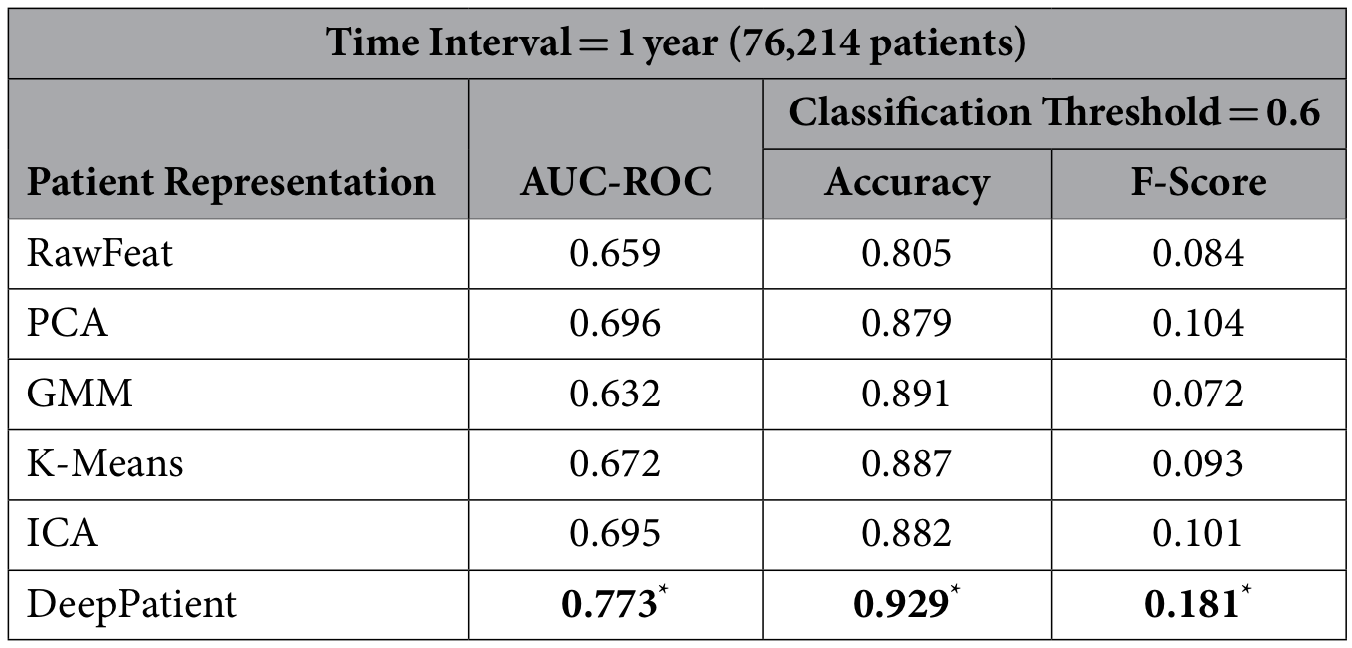 Time Interval = 1 year (76,214 patients)
Classification Threshold = 0.6
Patient Representation AUC-ROC Accuracy F-Score
RawFeat 0.659 0.805 0.084
PCA 0.696 0.879 0.104
GMM 0.632 0.891 0.072
K-Means 0.672 0.887 0.093
ICA 0.695 0.882 0.101
DeepPatient 0.773* 0.929* 0.181*